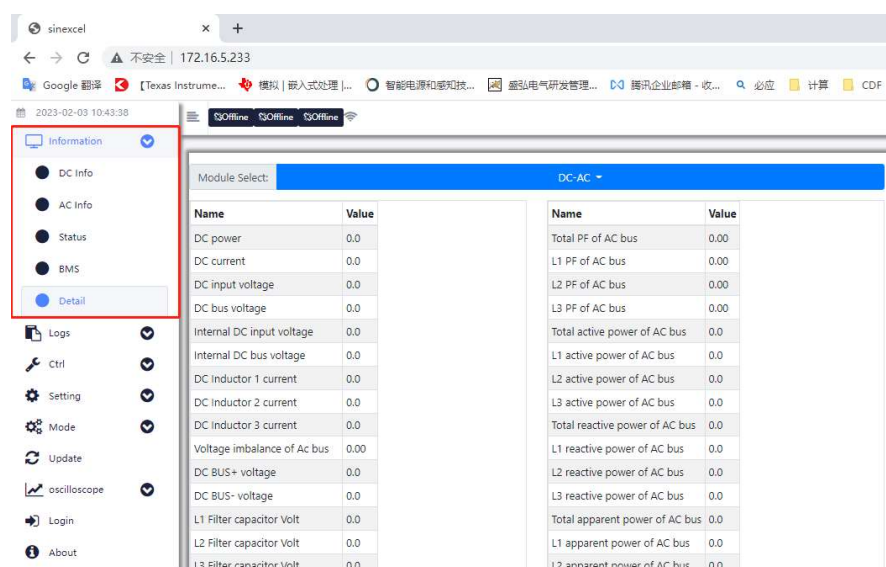 sinexcel
不安全 | 172.16.5.233
Google 翻译
【Texas Instrume...
模拟 | 嵌入式处理 |...
智能电源和感知技...
盛弘电气研发管理...
腾讯企业邮箱 - 收...
必应
计算
CDF
2023-02-03 10:43:38
Offline Offline Offline
Information
DC Info
AC Info
Status
BMS
Detail
Logs
Ctrl
Setting
Mode
Update
oscilloscope
Login
About
Module Select: DC-AC
Name Value
DC power 0.0
DC current 0.0
DC input voltage 0.0
DC bus voltage 0.0
Internal DC input voltage 0.0
Internal DC bus voltage 0.0
DC Inductor 1 current 0.0
DC Inductor 2 current 0.0
DC Inductor 3 current 0.0
Voltage imbalance of Ac bus 0.00
DC BUS+ voltage 0.0
DC BUS- voltage 0.0
L1 Filter capacitor Volt 0.0
L2 Filter capacitor Volt 0.0
L3 Filter capacitor Volt 0.0
Name Value
Total PF of AC bus 0.00
L1 PF of AC bus 0.00
L2 PF of AC bus 0.00
L3 PF of AC bus 0.00
Total active power of AC bus 0.0
L1 active power of AC bus 0.0
L2 active power of AC bus 0.0
L3 active power of AC bus 0.0
Total reactive power of AC bus 0.0
L1 reactive power of AC bus 0.0
L2 reactive power of AC bus 0.0
L3 reactive power of AC bus 0.0
Total apparent power of AC bus 0.0
L1 apparent power of AC bus 0.0
L2 apparent power of AC bus 0.0